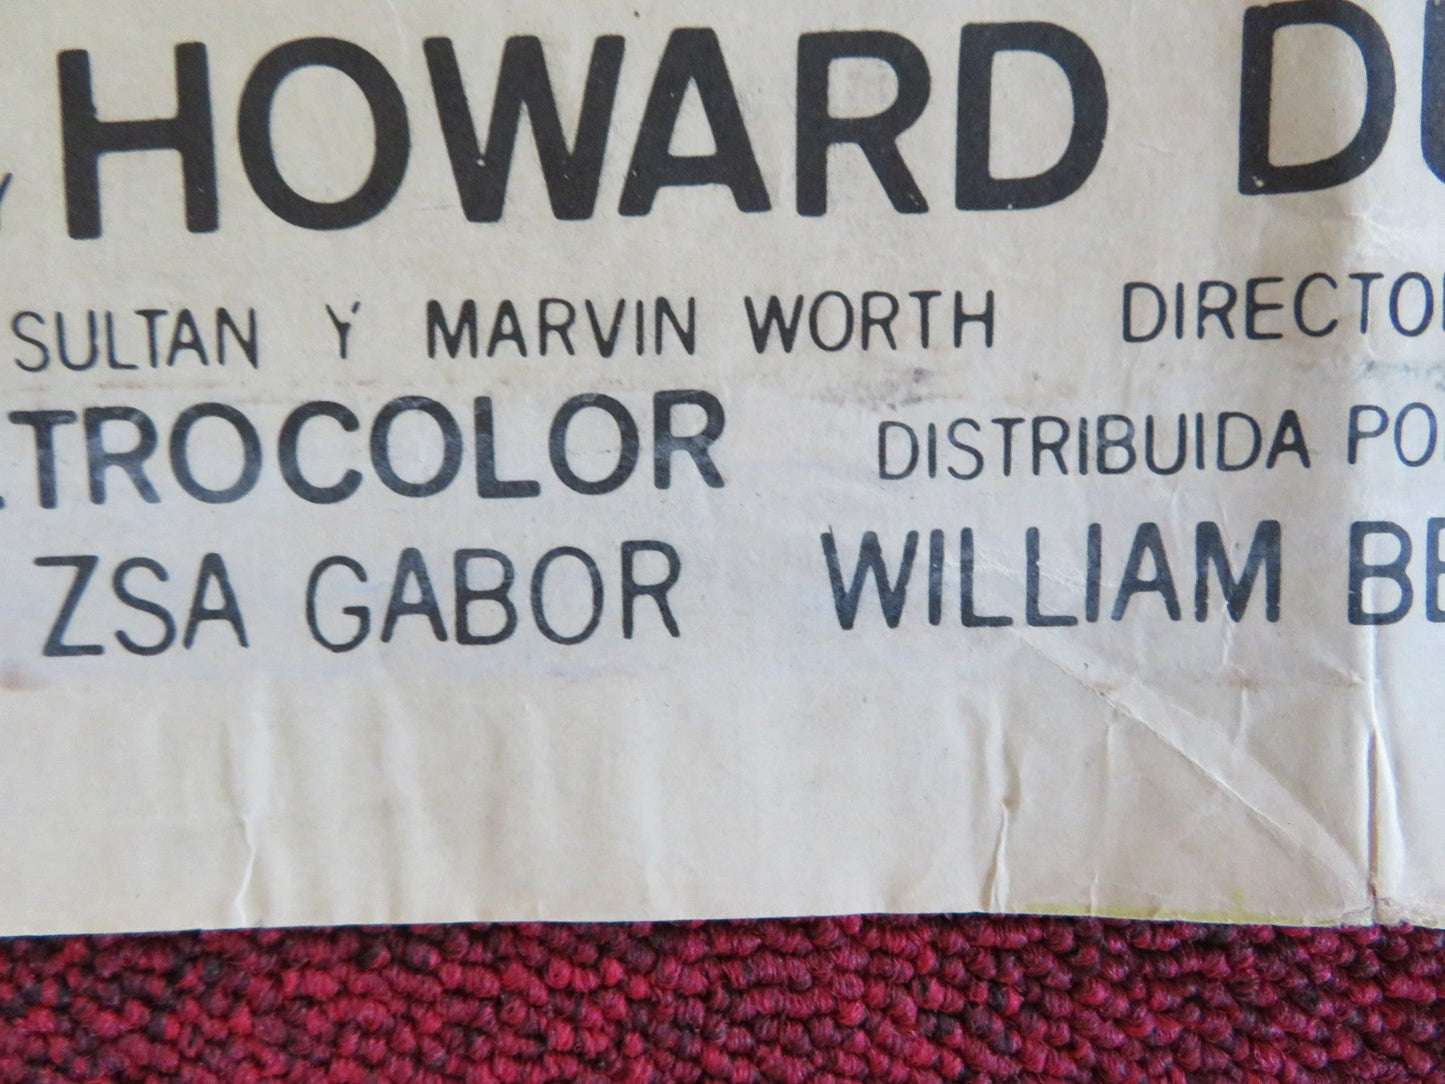 Y HOWARD DU
SULTAN Y MARVIN WORTH DIRECTO
TROCOLOR DISTRIBUIDA PO
ZSA GABOR WILLIAM BE